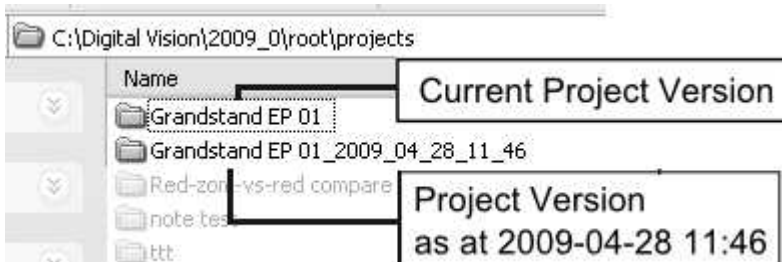 C:\Digital Vision\2009_0\root\projects
Name
Current Project Version
Grandstand EP 01
Grandstand EP 01_2009_04_28_11_46
Red-zone-vs-red compare
note test
Project Version
as at 2009-04-28 11:46
ttt